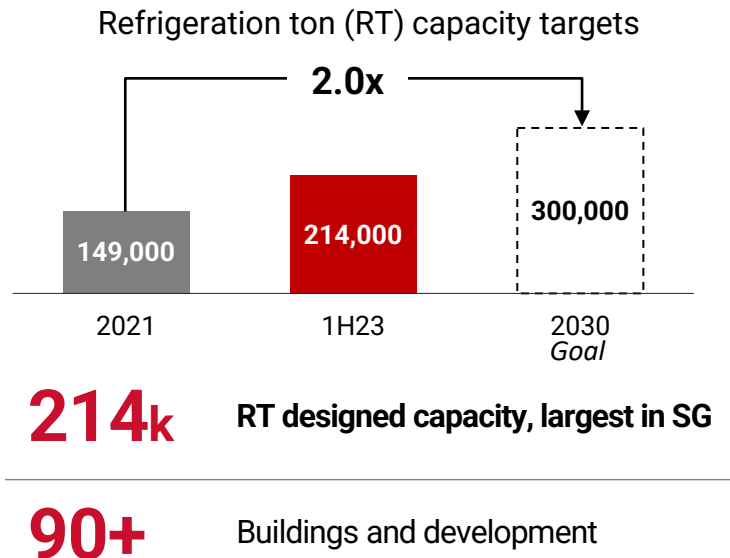 Refrigeration ton (RT) capacity targets
2.0x
149,000
214,000
300,000
2021
1H23
2030
Goal
214k
RT designed capacity, largest in SG
90+
Buildings and development